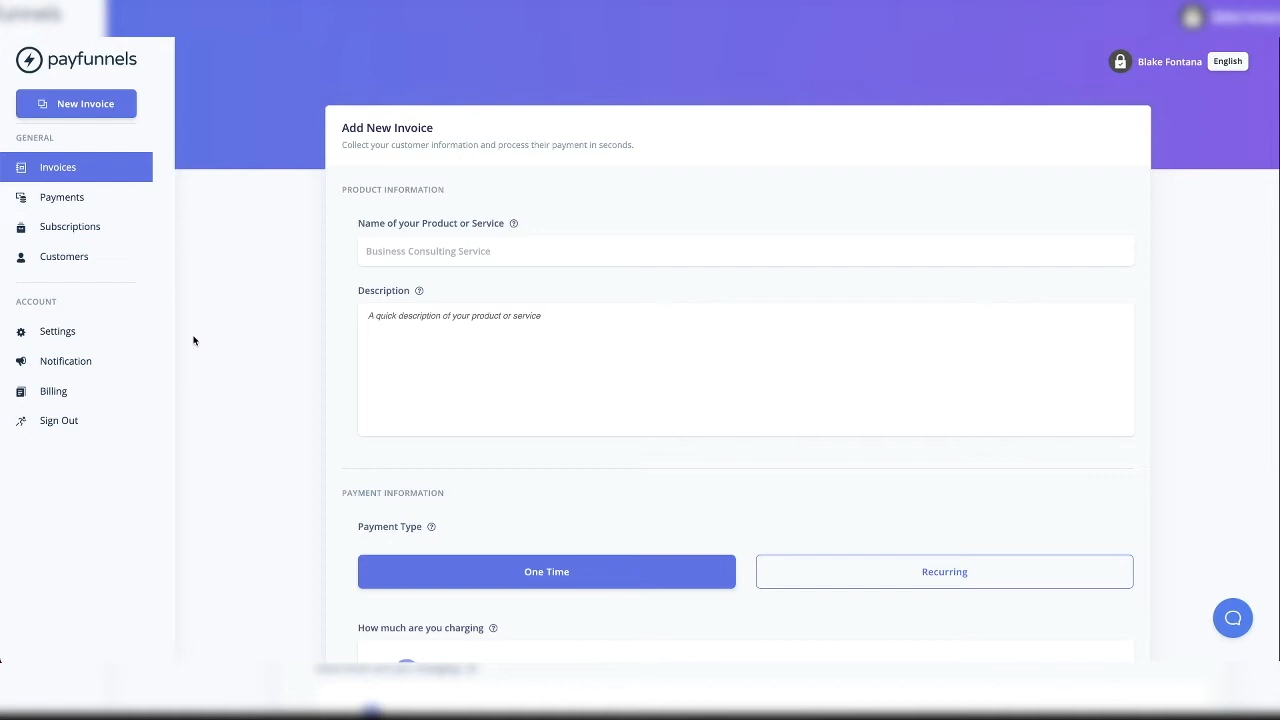 payfunnels
Blake Fontana
English
New Invoice
GENERAL
Invoices
Payments
Subscriptions
Customers
ACCOUNT
Settings
Notification
Billing
Sign Out
Add New Invoice
Collect your customer information and process their payment in seconds.
PRODUCT INFORMATION
Name of your Product or Service
Business Consulting Service
Description
A quick description of your product or service
PAYMENT INFORMATION
Payment Type
One Time
Recurring
How much are you charging